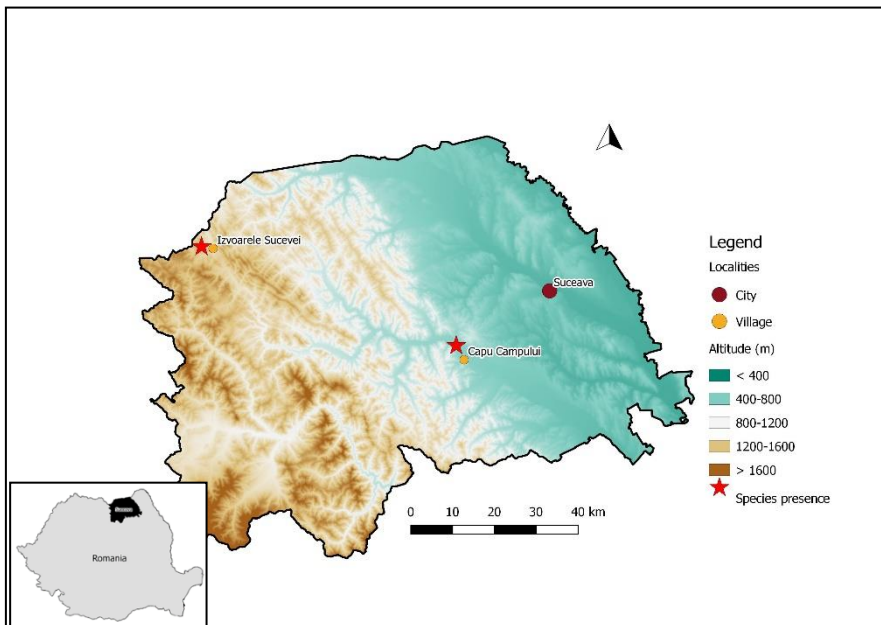 Izvoarele Sucevei
Suceava
Capu Campului
Legend
Localities
City
Village
Altitude (m)
< 400
400-800
800-1200
1200-1600
> 1600
Species presence
0 10 20 30 40 km
Romania